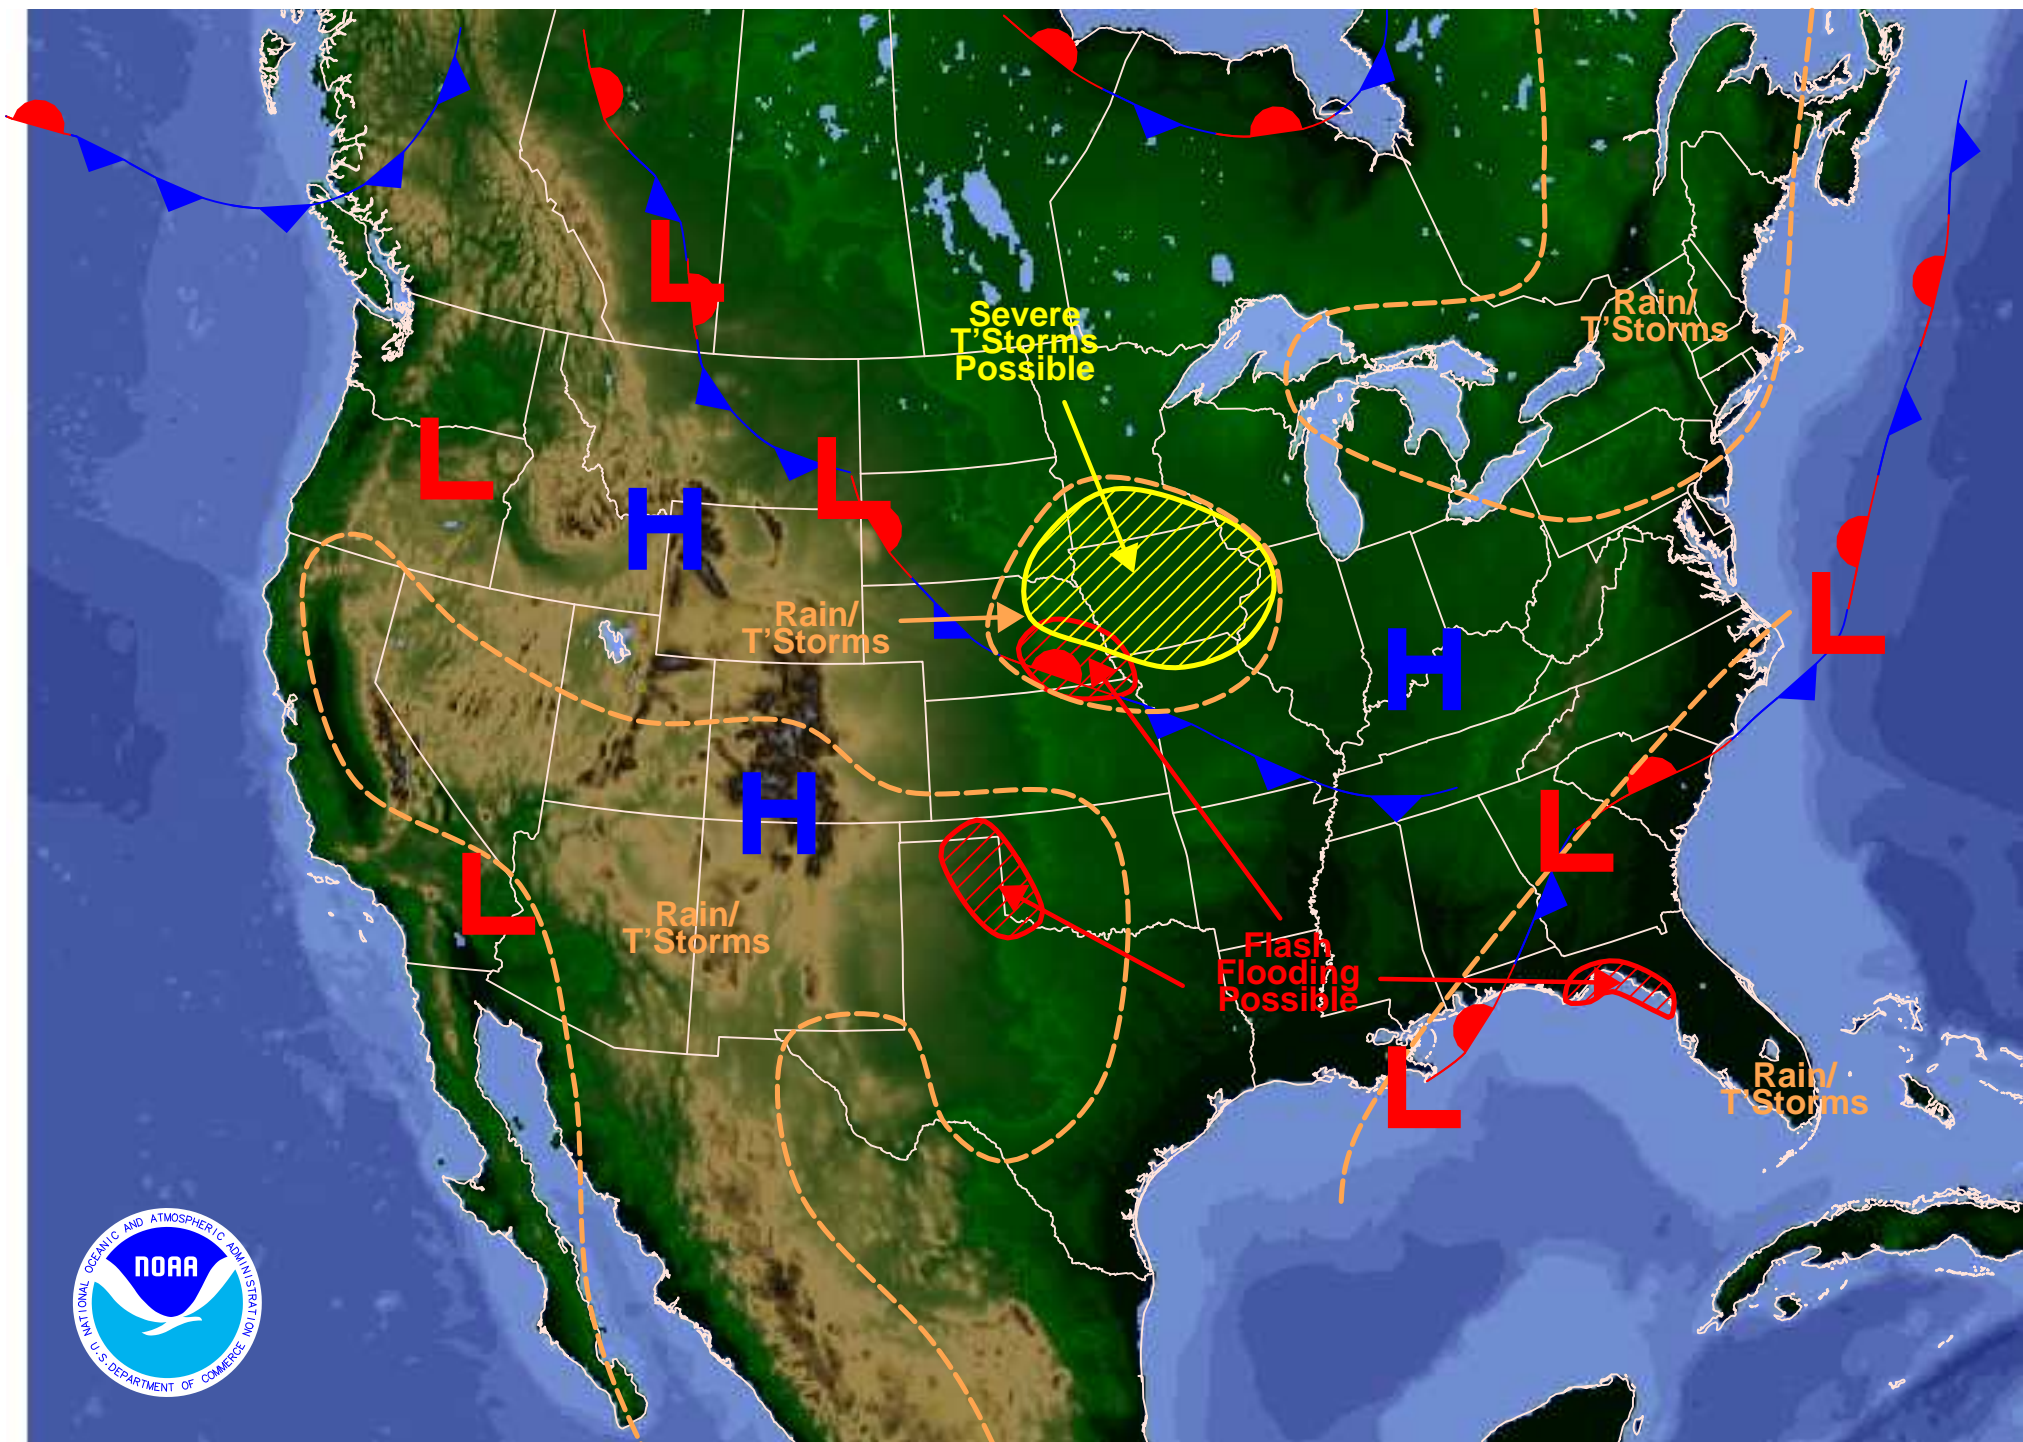 Severe
T'Storms
Possible
Rain/
T'Storms
L
L
L
H
Rain/
T'Storms
L
H
H
L
L
Rain/
T'Storms
Flash
Flooding
Possible
L
Rain/
T'Storms
NATIONAL OCEANIC AND ATMOSPHERIC ADMINISTRATION
NOAA
U.S. DEPARTMENT OF COMMERCE